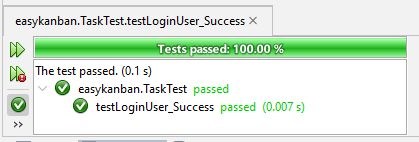 easykanban.TaskTest.testLoginUser_Success ×
Tests passed: 100.00 %
The test passed. (0.1 s)
easykanban.TaskTest passed
testLoginUser_Success passed (0.007 s)
>>